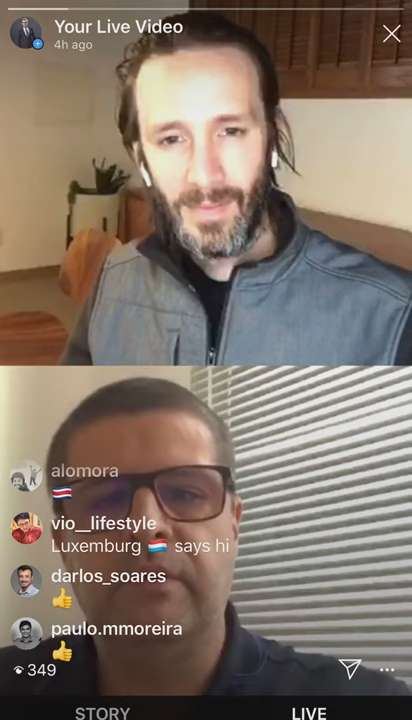 Your Live Video
4h ago
alomora
🇨🇷
vio__lifestyle
Luxemburg 🇱🇺 says hi
darlos_soares
👍
paulo.mmoreira
👍
349
STORY LIVE